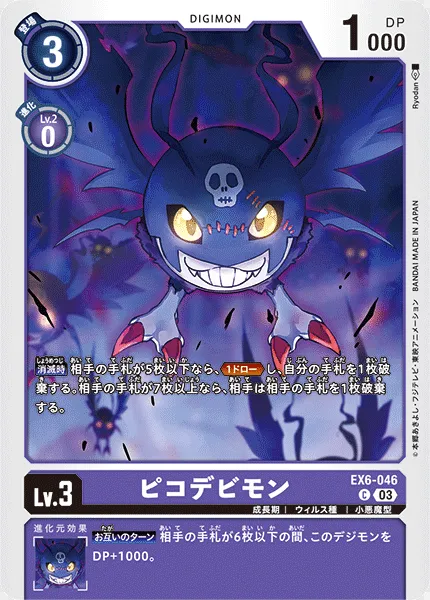 DIGIMON
登場
3
1000
DP
進化
Lv.2
0
Ryodan
©本郷あきよし・フジテレビ・東映アニメーション BANDAI MADE IN JAPAN
消滅時 相手の手札が5枚以下なら、1ドローし、自分の手札を1枚破
棄する。相手の手札が7枚以上なら、相手は相手の手札を1枚破棄
する。
EX6-046
Lv.3
ピコデビモン
C 03
成長期 | ウィルス種 | 小悪魔型
進化元効果
お互いのターン 相手の手札が6枚以下の間、このデジモンを
DP+1000。